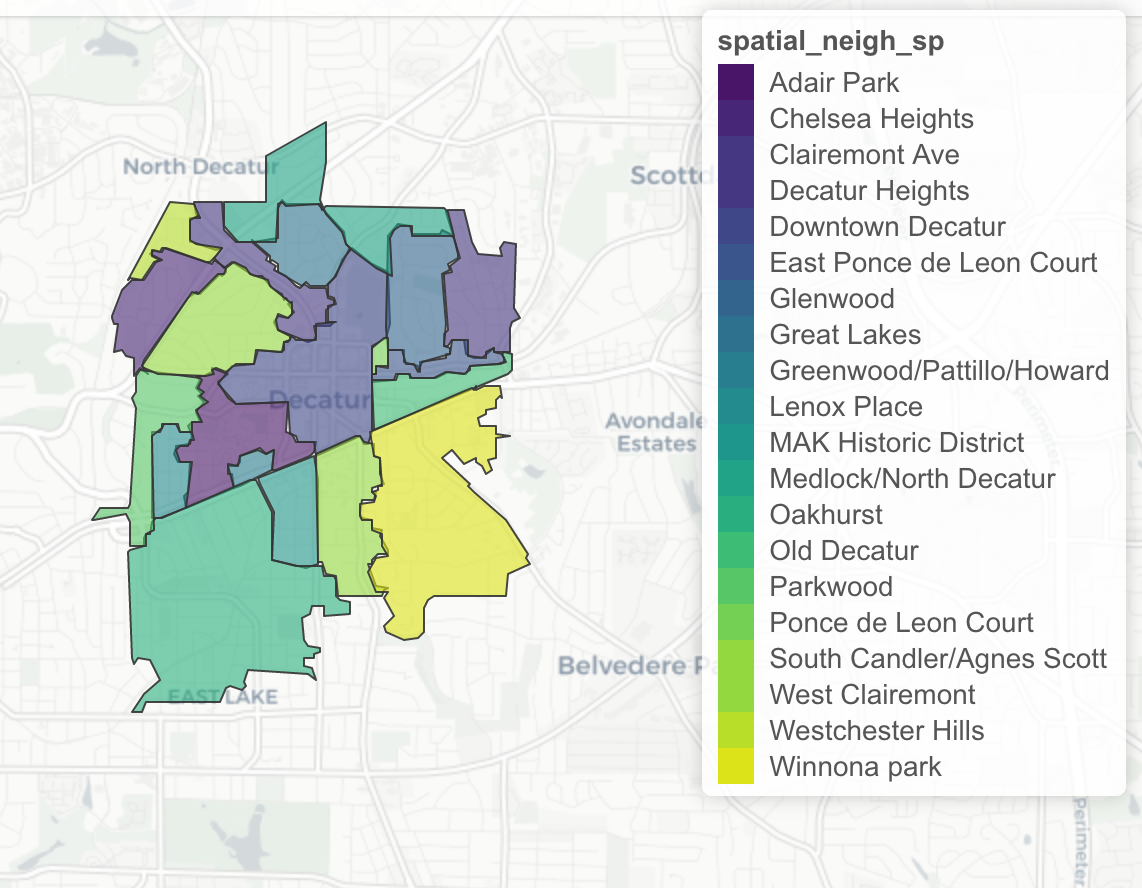 spatial_neigh_sp
Adair Park
Chelsea Heights
Clairemont Ave
Decatur Heights
Downtown Decatur
East Ponce de Leon Court
Glenwood
Great Lakes
Greenwood/Pattillo/Howard
Lenox Place
MAK Historic District
Medlock/North Decatur
Oakhurst
Old Decatur
Parkwood
Ponce de Leon Court
South Candler/Agnes Scott
West Clairemont
Westchester Hills
Winnona park
North Decatur
Scottd
Decatur
Avondale
Estates
Belvedere P
EAST LAKE
Perimeter
Perimeter